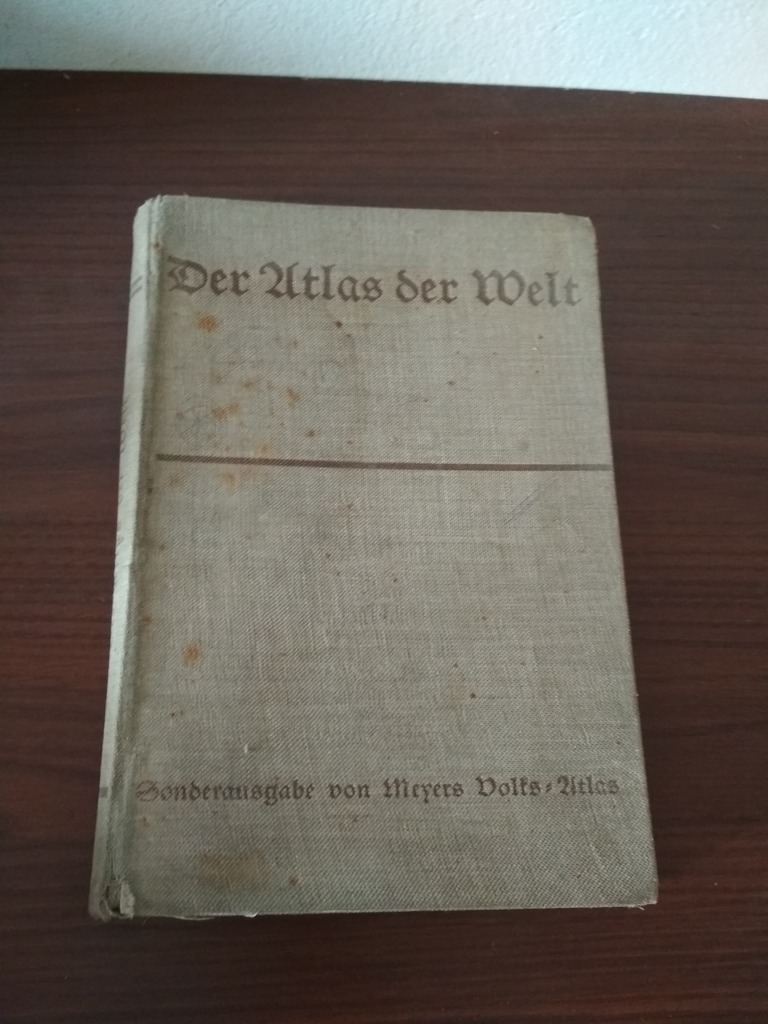 Der Atlas der Welt
Sonderausgabe von Meyers Volks-Atlas